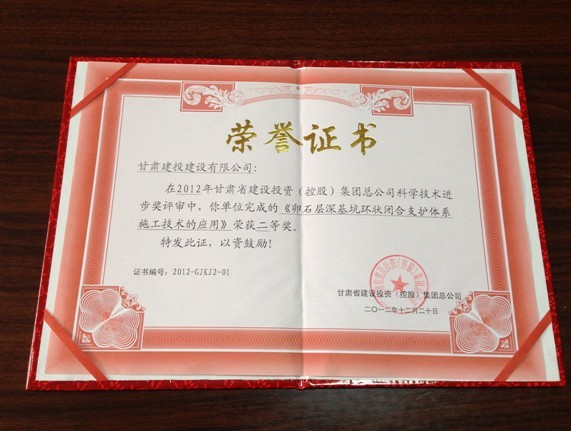 荣誉证书
甘肃建投建设有限公司：
在2012年甘肃省建设投资（控股）集团总公司科学技术进
步奖评审中，你单位完成的《卵石层深基坑环状闭合支护体系
施工技术的应用》荣获二等奖。
特发此证，以资鼓励！
证书编号：2012-GJKJ2-01
甘肃省建设投资（控股）集团总公司
二〇一二年十二月二十日